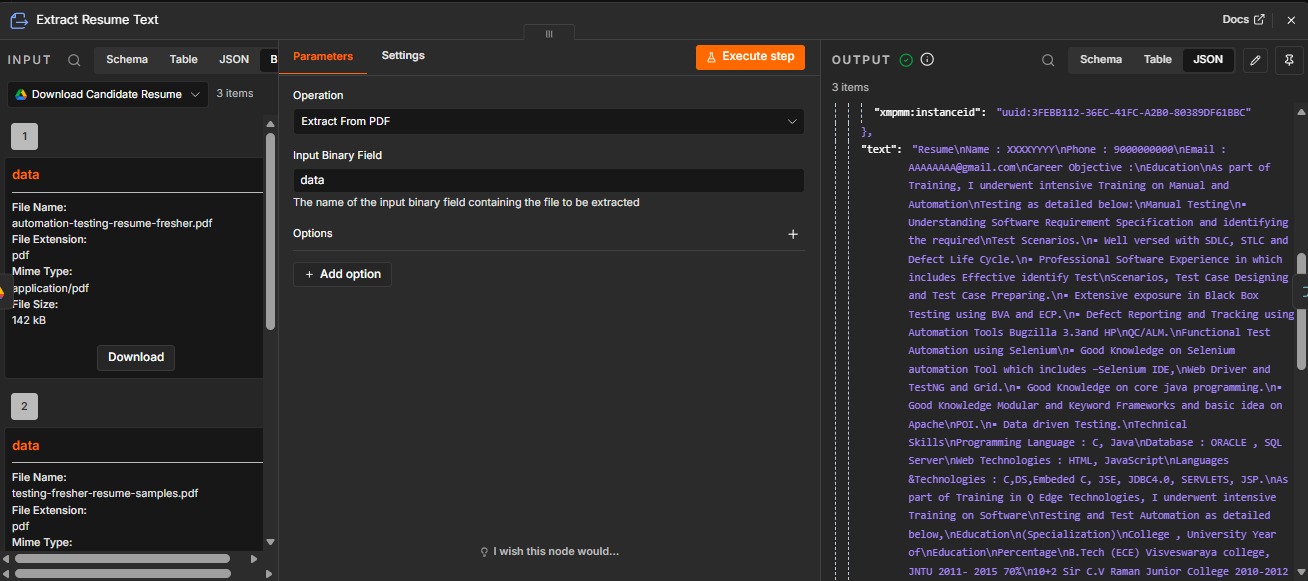 Extract Resume Text
Docs
INPUT
Schema
Table
JSON
B
Download Candidate Resume
3 items
1
data
File Name:
automation-testing-resume-fresher.pdf
File Extension:
pdf
Mime Type:
application/pdf
File Size:
142 kB
Download
2
data
File Name:
testing-fresher-resume-samples.pdf
File Extension:
pdf
Mime Type:
Parameters
Settings
Execute step
Operation
Extract From PDF
Input Binary Field
data
The name of the input binary field containing the file to be extracted
Options
Add option
I wish this node would...
OUTPUT
Schema
Table
JSON
3 items
"xmpmm:instanceid": "uuid:3FEBB112-36EC-41FC-A2B0-80389DF61BBC"
},
"text": "Resume\nName : XXXXYYYY\nPhone : 9000000000\nEmail :
AAAAAAAA@gmail.com\nCareer Objective :\nEducation\nAs part of
Training, I underwent intensive Training on Manual and
Automation\nTesting as detailed below:\nManual Testing\n▪
Understanding Software Requirement Specification and identifying
the required\nTest Scenarios.\n▪ Well versed with SDLC, STLC and
Defect Life Cycle.\n▪ Professional Software Experience in which
includes Effective identify Test\nScenarios, Test Case Designing
and Test Case Preparing.\n▪ Extensive exposure in Black Box
Testing using BVA and ECP.\n▪ Defect Reporting and Tracking using
Automation Tools Bugzilla 3.3and HP\nQC/ALM.\nFunctional Test
Automation using Selenium\n▪ Good Knowledge on Selenium
automation Tool which includes –Selenium IDE,\nWeb Driver and
TestNG and Grid.\n▪ Good Knowledge on core java programming.\n▪
Good Knowledge Modular and Keyword Frameworks and basic idea on
Apache\nPOI.\n▪ Data driven Testing.\nTechnical
Skills\nProgramming Language : C, Java\nDatabase : ORACLE , SQL
Server\nWeb Technologies : HTML, JavaScript\nLanguages
&Technologies : C,DS,Embeded C, JSE, JDBC4.0, SERVLETS, JSP.\nAs
part of Training in Q Edge Technologies, I underwent intensive
Training on Software\nTesting and Test Automation as detailed
below,\nEducation\n(Specialization)\nCollege , University Year
of\nEducation\nPercentage\nB.Tech (ECE) Visveswaraya college,
JNTU 2011- 2015 70%\n10+2 Sir C.V Raman Junior College 2010-2012